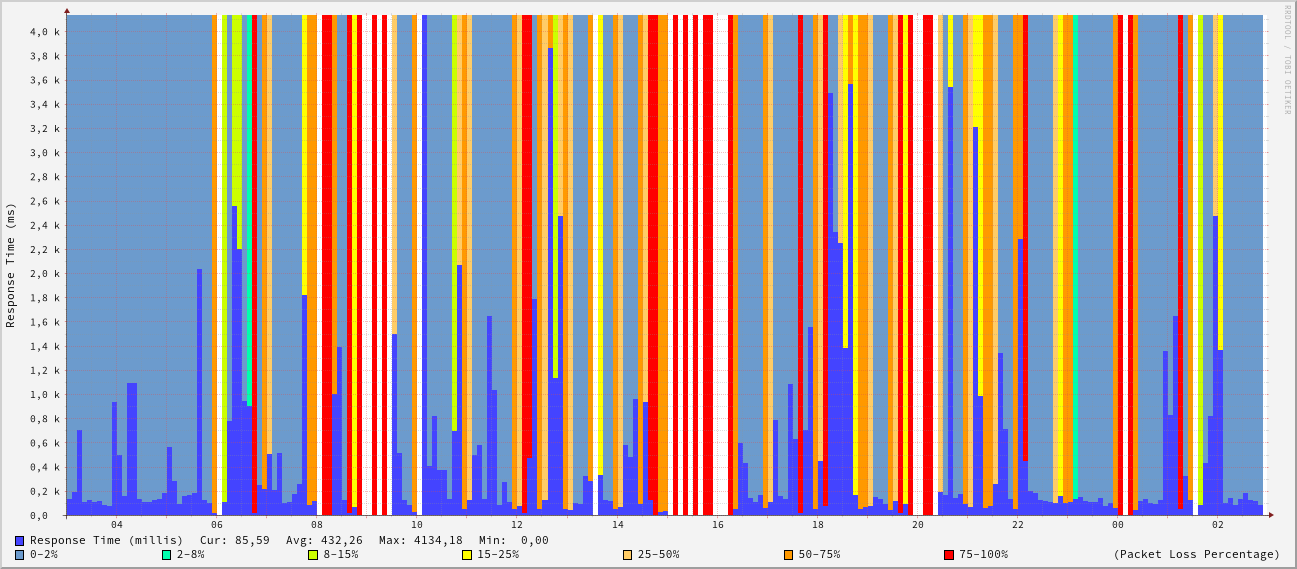 RRDTOOL / TOBI OETIKER
Response Time (ms)
4,0 k
3,8 k
3,6 k
3,4 k
3,2 k
3,0 k
2,8 k
2,6 k
2,4 k
2,2 k
2,0 k
1,8 k
1,6 k
1,4 k
1,2 k
1,0 k
0,8 k
0,6 k
0,4 k
0,2 k
0,0
04 06 08 10 12 14 16 18 20 22 00 02
Response Time (millis) Cur: 85,59 Avg: 432,26 Max: 4134,18 Min: 0,00
0-2% 2-8% 8-15% 15-25% 25-50% 50-75% 75-100% (Packet Loss Percentage)